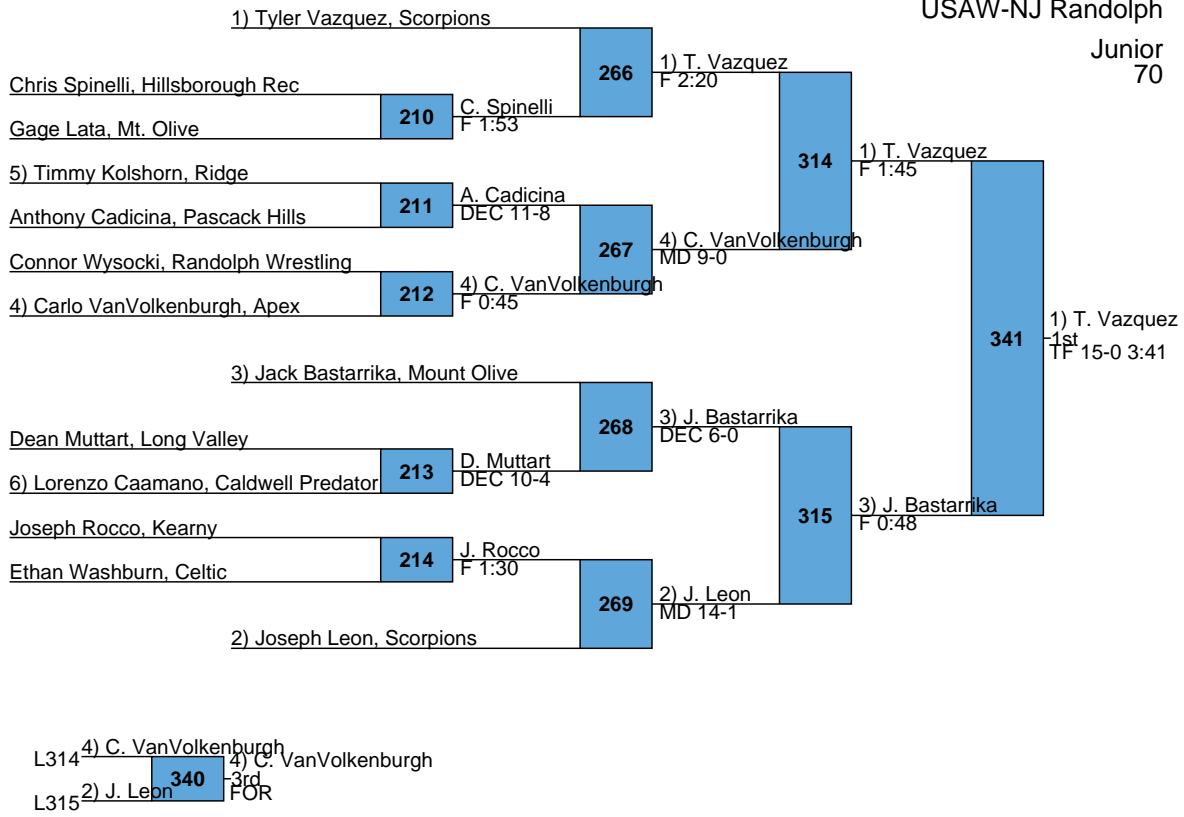 USAW-NJ Randolph
Junior
70
1) Tyler Vazquez, Scorpions
266
1) T. Vazquez
F 2:20
Chris Spinelli, Hillsborough Rec
210
C. Spinelli
F 1:53
Gage Lata, Mt. Olive
314
1) T. Vazquez
F 1:45
5) Timmy Kolshorn, Ridge
211
A. Cadicina
DEC 11-8
Anthony Cadicina, Pascack Hills
267
4) C. VanVolkenburgh
MD 9-0
Connor Wysocki, Randolph Wrestling
212
4) C. VanVolkenburgh
F 0:45
4) Carlo VanVolkenburgh, Apex
341
1) T. Vazquez
1st
TF 15-0 3:41
3) Jack Bastarrika, Mount Olive
268
3) J. Bastarrika
DEC 6-0
Dean Muttart, Long Valley
213
D. Muttart
DEC 10-4
6) Lorenzo Caamano, Caldwell Predator
315
3) J. Bastarrika
F 0:48
Joseph Rocco, Kearny
214
J. Rocco
F 1:30
Ethan Washburn, Celtic
269
2) J. Leon
MD 14-1
2) Joseph Leon, Scorpions
L314
4) C. VanVolkenburgh
340
4) C. VanVolkenburgh
3rd
FOR
L315
2) J. Leon